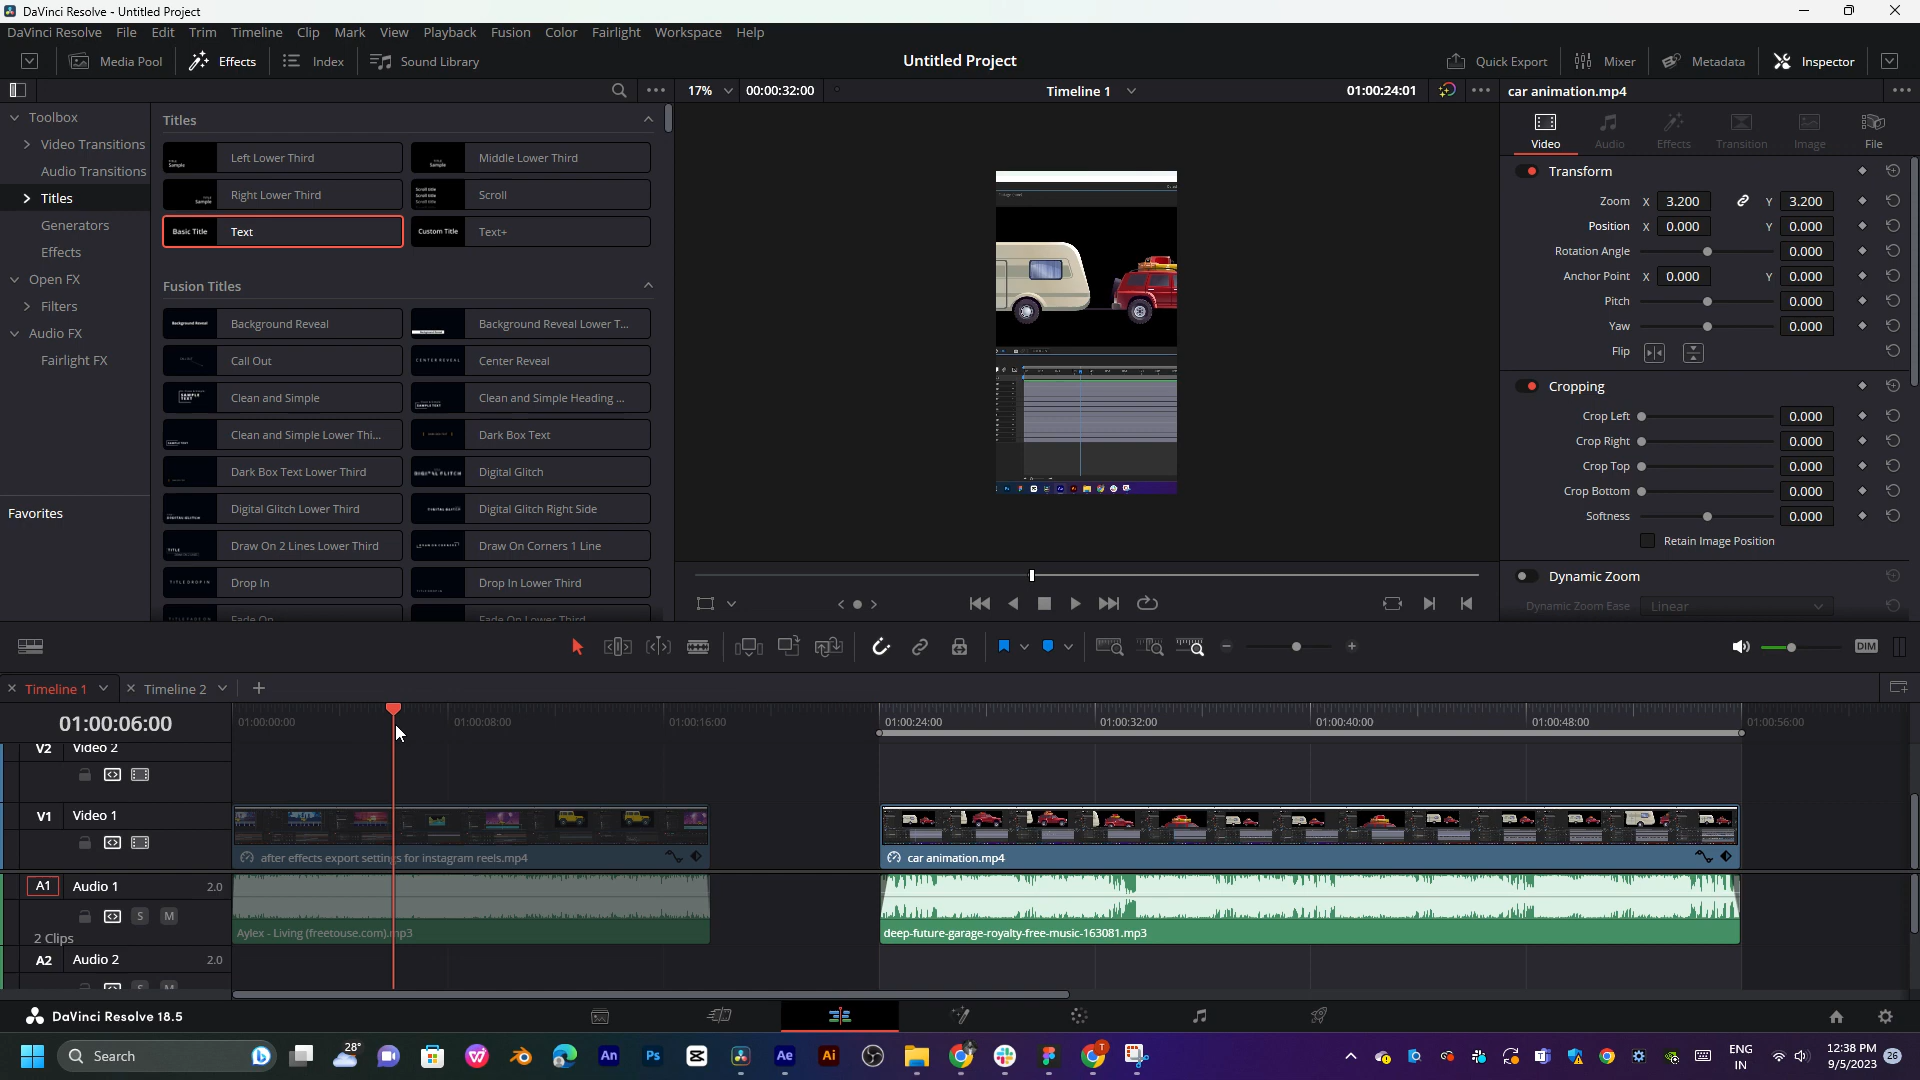 DaVinci Resolve - Untitled Project
DaVinci Resolve File Edit Trim Timeline Clip Mark View Playback Fusion Color Fairlight Workspace Help
Media Pool Effects Index Sound Library Untitled Project Quick Export Mixer Metadata Inspector
17% 00:00:32:00 Timeline 1 01:00:24:01 car animation.mp4
Toolbox
Video Transitions
Audio Transitions
Titles
Generators
Effects
Open FX
Filters
Audio FX
Fairlight FX
Favorites
Titles
Left Lower Third Middle Lower Third
Right Lower Third Scroll
Basic Title Text Custom Title Text+
Fusion Titles
Background Reveal Background Reveal Lower T...
Call Out Center Reveal
Clean and Simple Clean and Simple Heading ...
Clean and Simple Lower Thi... Dark Box Text
Dark Box Text Lower Third Digital Glitch
Digital Glitch Lower Third Digital Glitch Right Side
Draw On 2 Lines Lower Third Draw On Corners 1 Line
Drop In Drop In Lower Third
Fade On Fade On Lower Third
Video Audio Effects Transition Image File
Transform
Zoom X 3.200 Y 3.200
Position X 0.000 Y 0.000
Rotation Angle 0.000
Anchor Point X 0.000 Y 0.000
Pitch 0.000
Yaw 0.000
Flip
Cropping
Crop Left 0.000
Crop Right 0.000
Crop Top 0.000
Crop Bottom 0.000
Softness 0.000
Retain Image Position
Dynamic Zoom
Dynamic Zoom Ease Linear
DIM
Timeline 1 Timeline 2
01:00:06:00 01:00:00:00 01:00:08:00 01:00:16:00 01:00:24:00 01:00:32:00 01:00:40:00 01:00:48:00 01:00:56:00
V2 Video 2
V1 Video 1
after effects export settings for instagram reels.mp4 car animation.mp4
A1 Audio 1 2.0
S M
2 Clips
Aylex - Living (freetouse.com).mp3 deep-future-garage-royalty-free-music-163081.mp3
A2 Audio 2 2.0
S M
DaVinci Resolve 18.5
Search 28° An Ps Ae Ai ENG IN 12:38 PM 9/5/2023 26